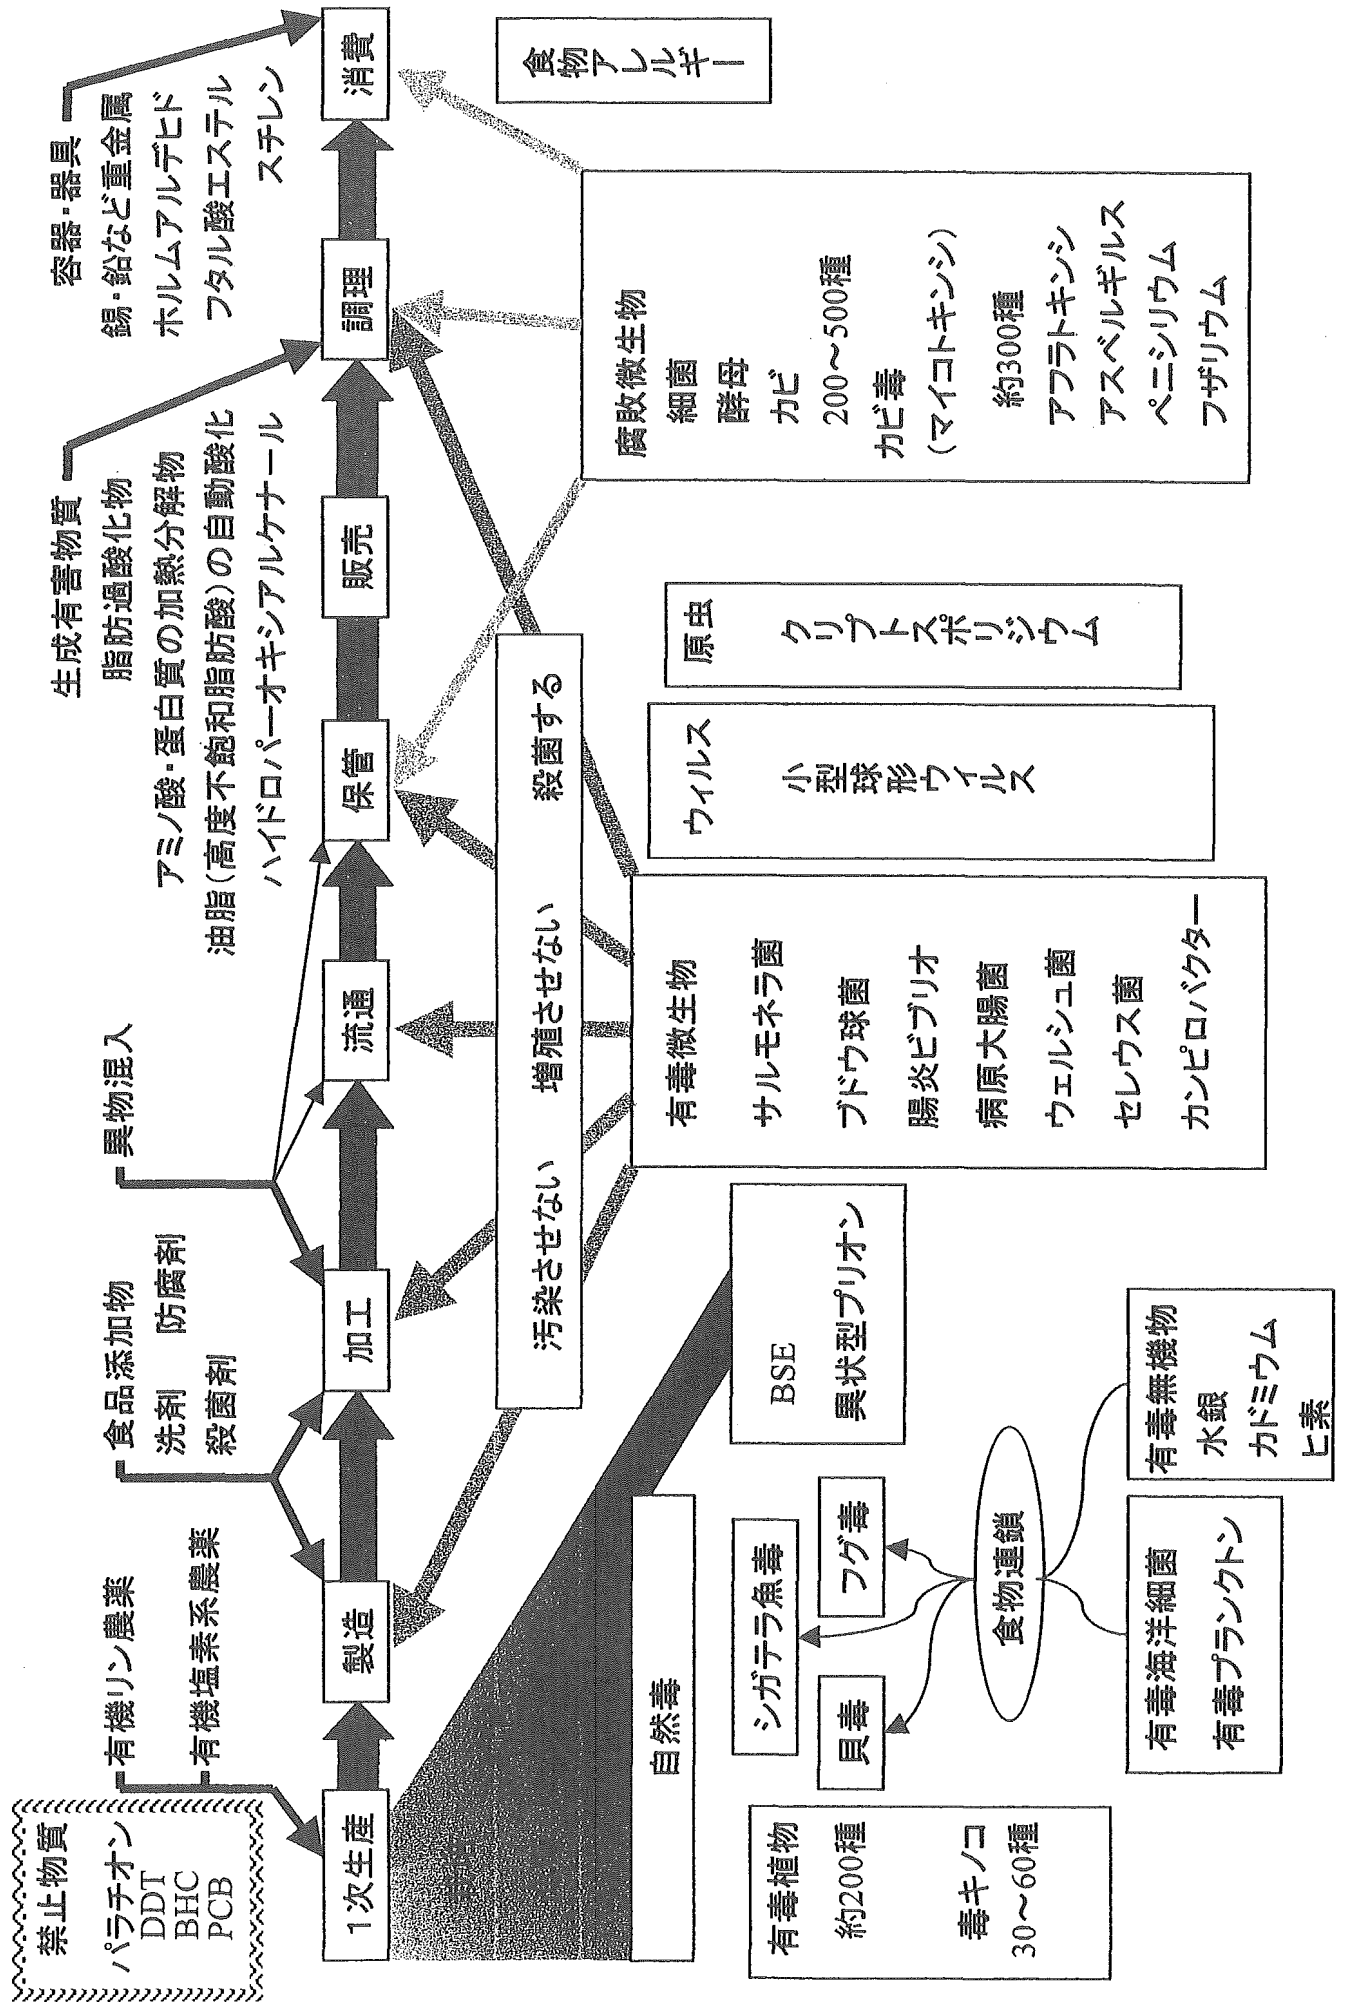 禁止物質
パラチオン
DDT
BHC
PCB
有機リン農薬
有機塩素系農薬
食品添加物
洗剤　防腐剤
殺菌剤
異物混入
生成有害物質
脂肪過酸化物
アミノ酸・蛋白質の加熱分解物
油脂(高度不飽和脂肪酸)の自動酸化
ハイドロパーオキシアルケナール
容器・器具
錫・鉛など重金属
ホルムアルデヒド
フタル酸エステル
スチレン
1次生産
製造
加工
流通
保管
販売
調理
消費
汚染させない　増殖させない　殺菌する
食物アレルギー
自然毒
有毒植物
約200種
毒キノコ
30～60種
シガテラ魚毒
貝毒
フグ毒
食物連鎖
有毒海洋細菌
有毒プランクトン
有毒無機物
水銀
カドミウム
ヒ素
BSE
異状型プリオン
有毒微生物
サルモネラ菌
ブドウ球菌
腸炎ビブリオ
病原大腸菌
ウェルシュ菌
セレウス菌
カンピロバクター
ウィルス
小型球形ウイルス
原虫
クリプトスポリジウム
腐敗微生物
細菌
酵母
カビ
200～500種
カビ毒
(マイコトキンシ)
約300種
アフラトキンシ
アスベルギルス
ペニシリウム
フザリウム